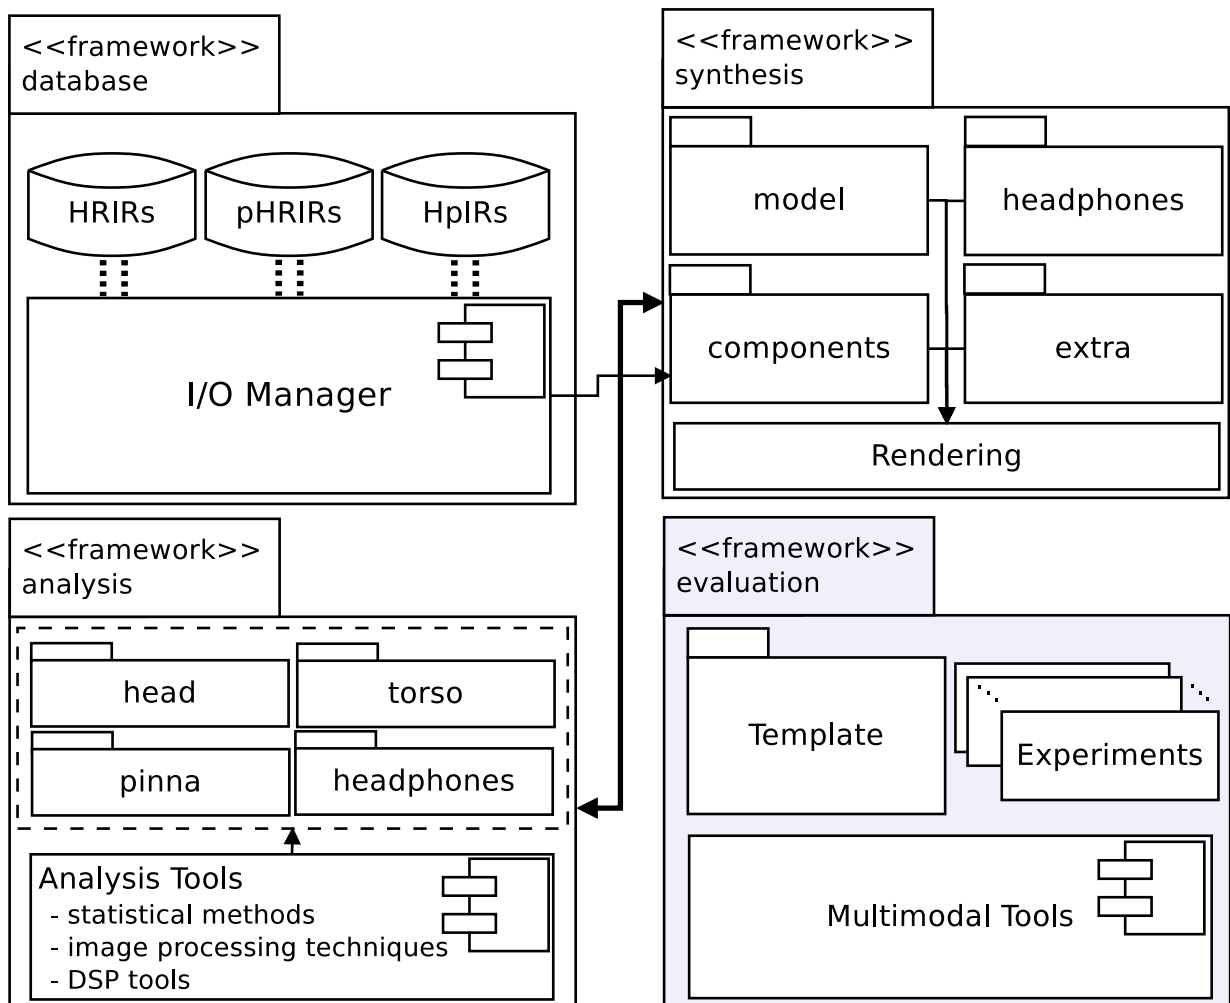 <<framework>>
database
HRIRs
pHRIRs
HpIRs
I/O Manager
<<framework>>
synthesis
model
headphones
components
extra
Rendering
<<framework>>
analysis
head
torso
pinna
headphones
Analysis Tools
- statistical methods
- image processing techniques
- DSP tools
<<framework>>
evaluation
Template
Experiments
Multimodal Tools